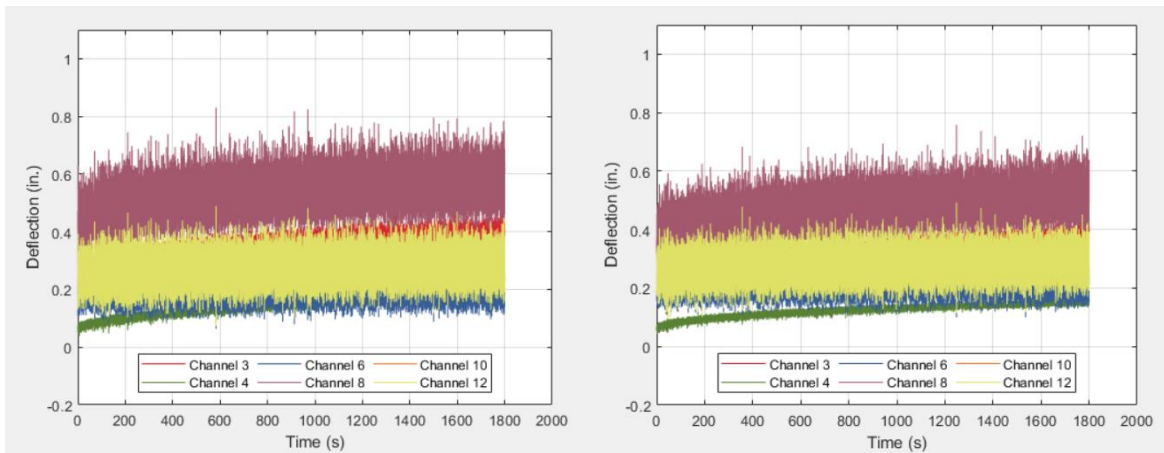 1
0.8
0.6
0.4
0.2
0
-0.2
Deflection (in.)
Channel 3 Channel 6 Channel 10
Channel 4 Channel 8 Channel 12
0 200 400 600 800 1000 1200 1400 1600 1800 2000
Time (s)
1
0.8
0.6
0.4
0.2
0
-0.2
Deflection (in.)
Channel 3 Channel 6 Channel 10
Channel 4 Channel 8 Channel 12
0 200 400 600 800 1000 1200 1400 1600 1800 2000
Time (s)